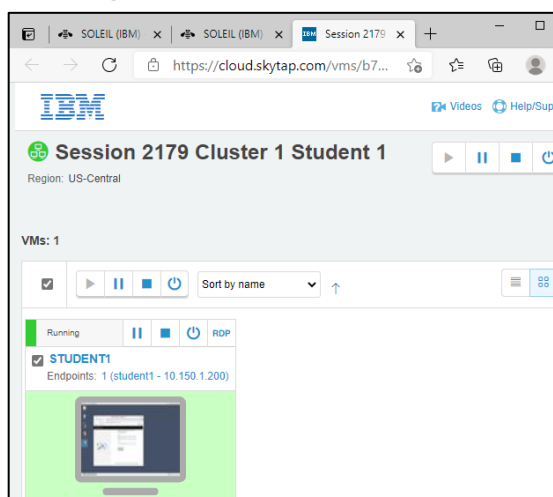 SOLEIL (IBM)
SOLEIL (IBM)
IBM Session 2179
https://cloud.skytap.com/vms/b7...
IBM
Videos Help/Sup
Session 2179 Cluster 1 Student 1
Region: US-Central
VMs: 1
Sort by name
Running RDP
STUDENT1
Endpoints: 1 (student1 - 10.150.1.200)